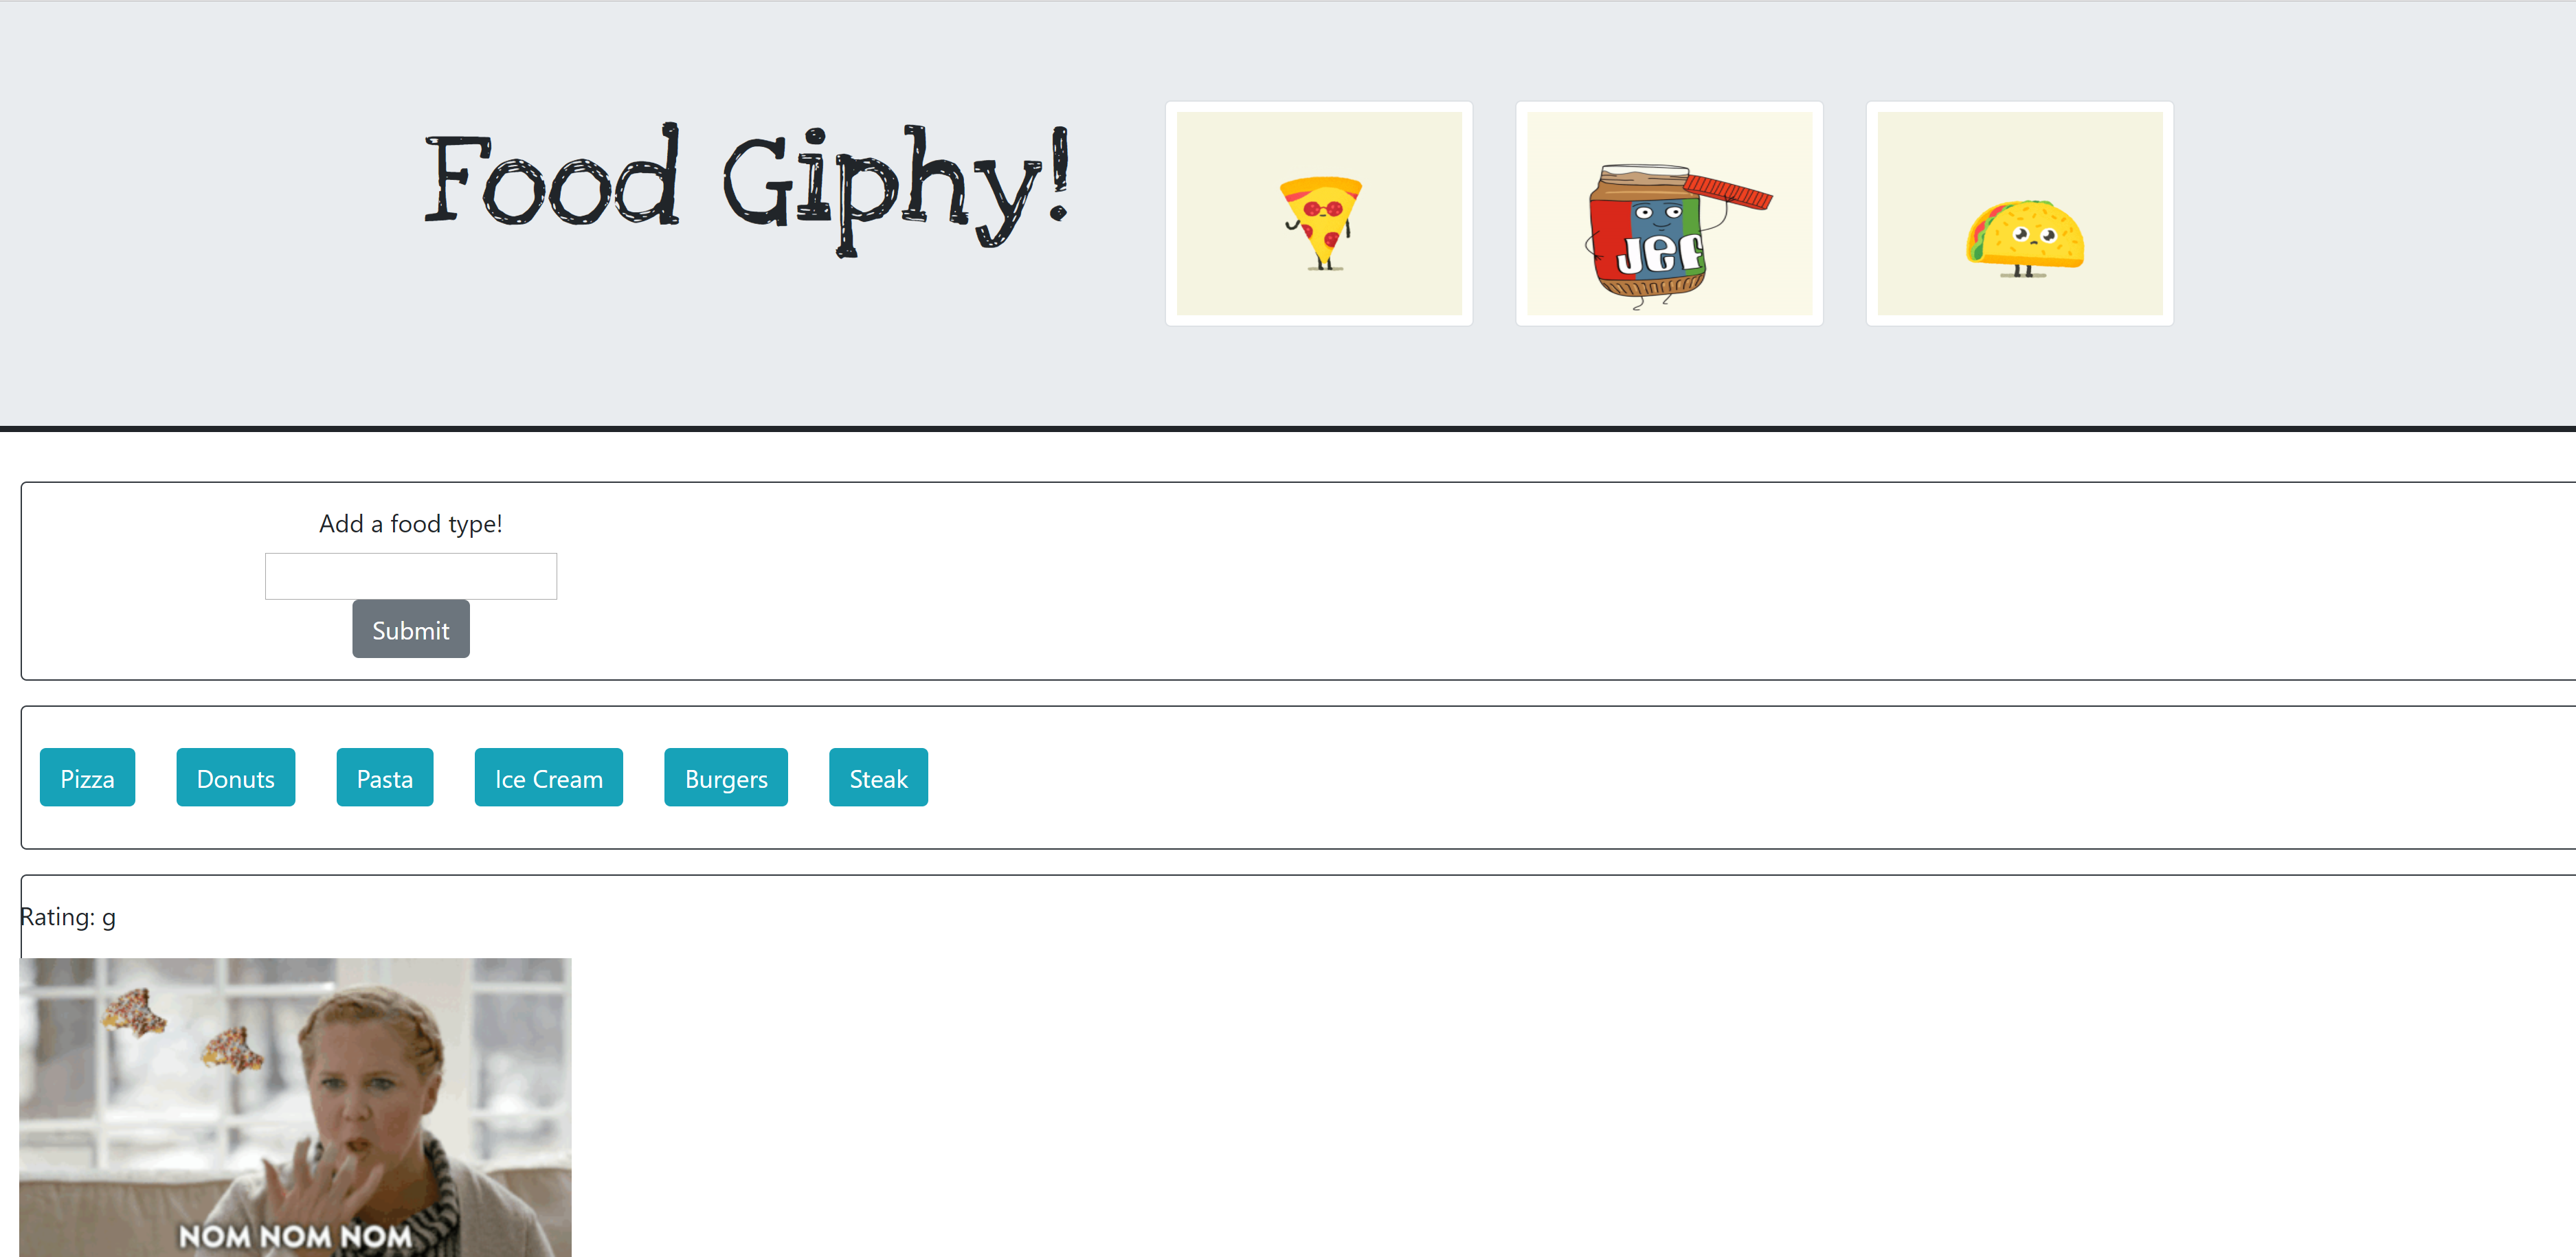 Food Giphy!
Jef
Add a food type!
Submit
Pizza
Donuts
Pasta
Ice Cream
Burgers
Steak
Rating: g
NOM NOM NOM